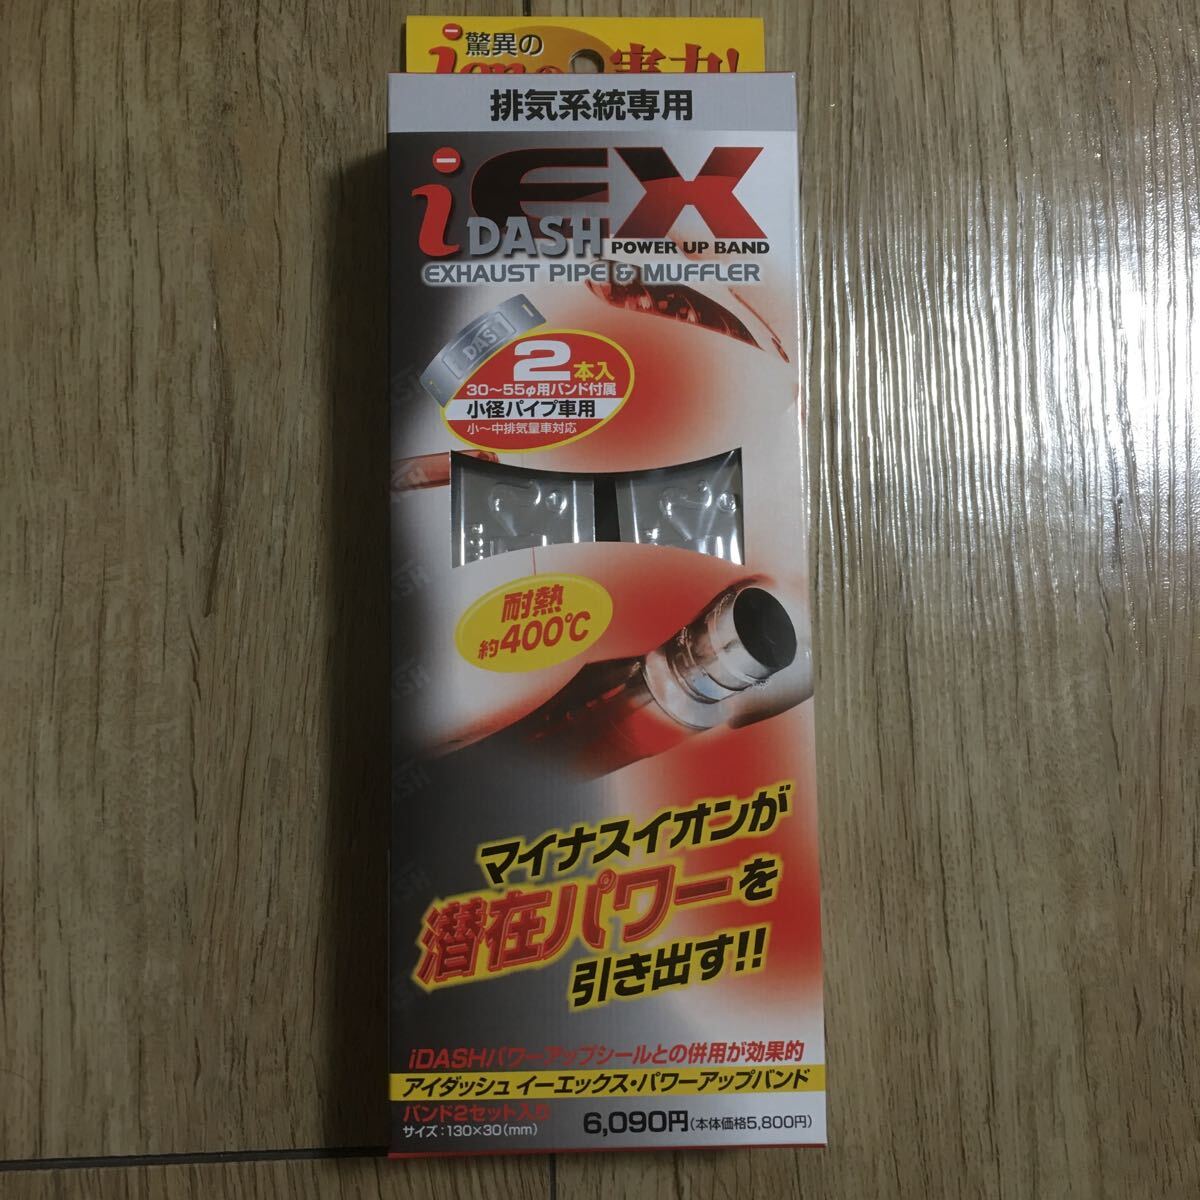 驚異の
ionの実力!
排気系統専用
iDASH EX
POWER UP BAND
EXHAUST PIPE & MUFFLER
DASH
2本入
30〜55φ用バンド付属
小径パイプ車用
小〜中排気量車対応
耐熱
約400℃
マイナスイオンが
潜在パワーを
引き出す!!
iDASHパワーアップシールとの併用が効果的
アイダッシュ イーエックス・パワーアップバンド
バンド2セット入り
サイズ:130×30(mm)
6,090円(本体価格5,800円)